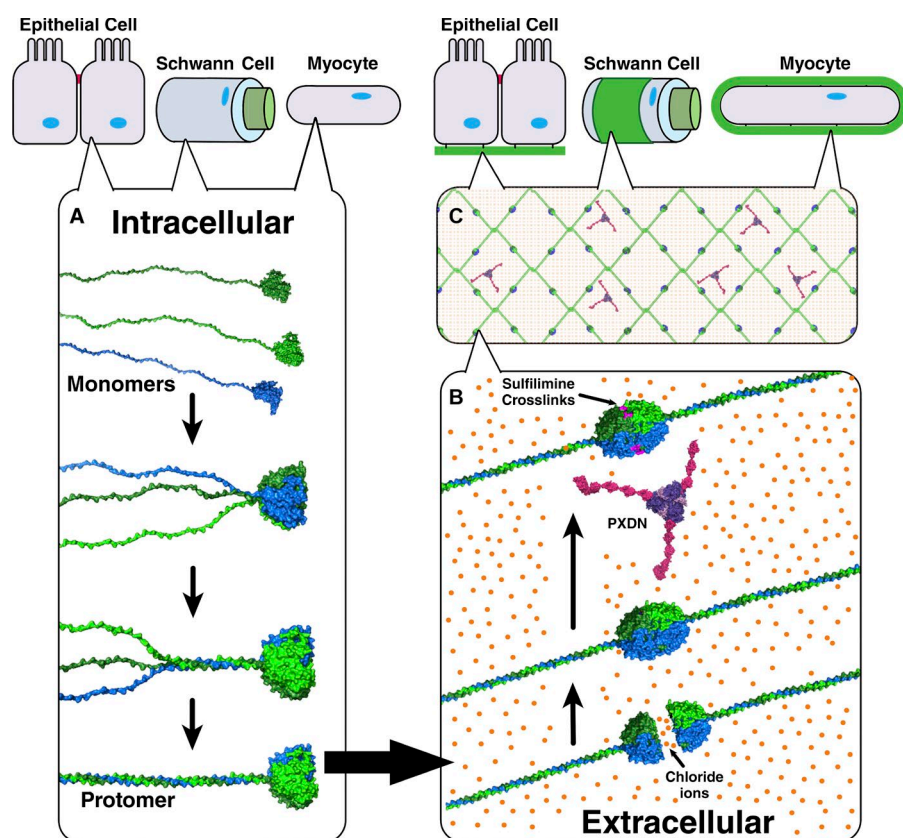 Epithelial Cell
Schwann Cell
Myocyte
A
Intracellular
Monomers
Protomer
Epithelial Cell
Schwann Cell
Myocyte
C
B
Sulfilimine
Crosslinks
PXDN
Chloride
ions
Extracellular